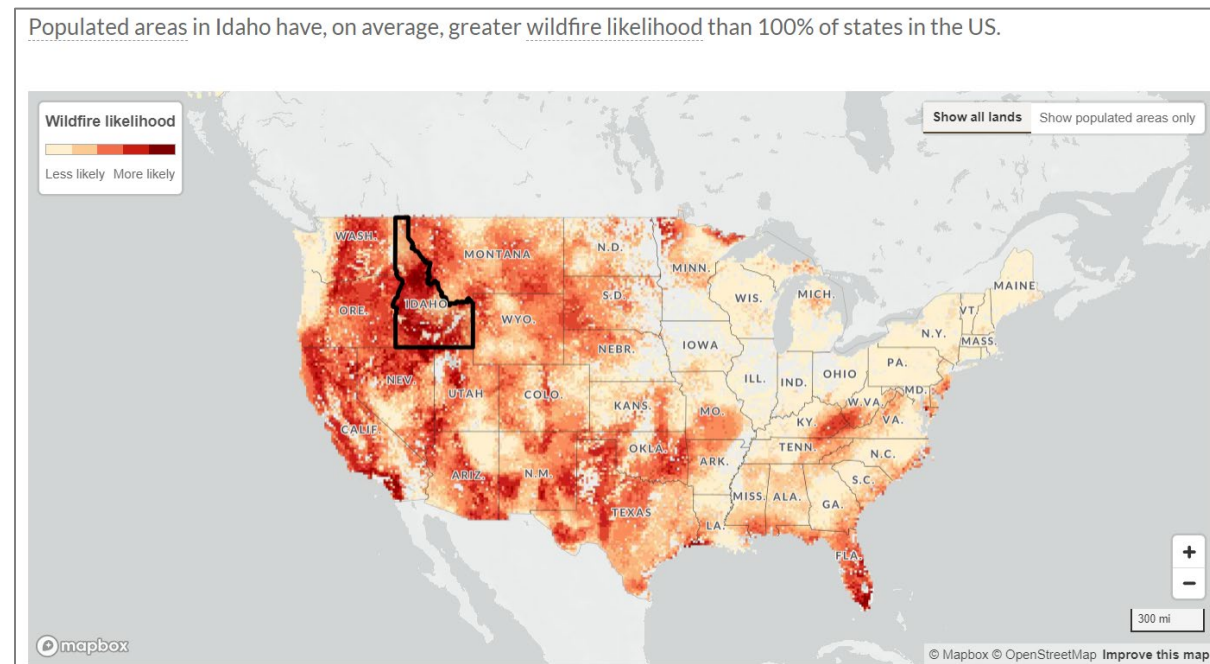 Populated areas in Idaho have, on average, greater wildfire likelihood than 100% of states in the US.
Wildfire likelihood
Less likely More likely
Show all lands Show populated areas only
WASH.
MONTANA
N.D.
MINN.
MAINE
ORE.
IDAHO
WYO.
S.D.
WIS.
MICH.
VT.
N.Y.
MASS.
NEBR.
IOWA
NEV.
UTAH
COLO.
KANS.
MO.
ILL.
IND.
OHIO
PA.
MD.
W.VA.
VA.
KY.
CALIF.
ARIZ.
N.M.
OKLA.
ARK.
TENN.
N.C.
S.C.
TEXAS
LA.
MISS.
ALA.
GA.
FLA.
+
−
300 mi
mapbox
© Mapbox © OpenStreetMap Improve this map